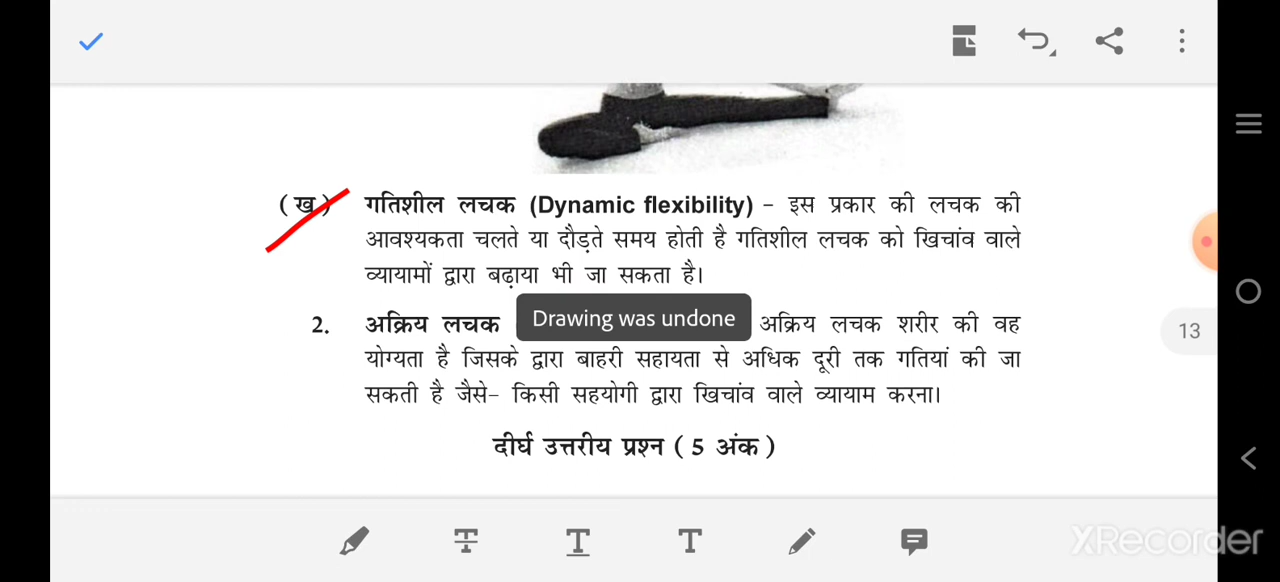 (ख) गतिशील लचक (Dynamic flexibility) – इस प्रकार की लचक की
आवश्यकता चलते या दौड़ते समय होती है गतिशील लचक को खिचांव वाले
व्यायामों द्वारा बढ़ाया भी जा सकता है।
2. अक्रिय लचक अक्रिय लचक शरीर की वह
Drawing was undone
योग्यता है जिसके द्वारा बाहरी सहायता से अधिक दूरी तक गतियां की जा
सकती है जैसे– किसी सहयोगी द्वारा खिचांव वाले व्यायाम करना।
दीर्घ उत्तरीय प्रश्न ( 5 अंक )
13
T T T
XRecorder